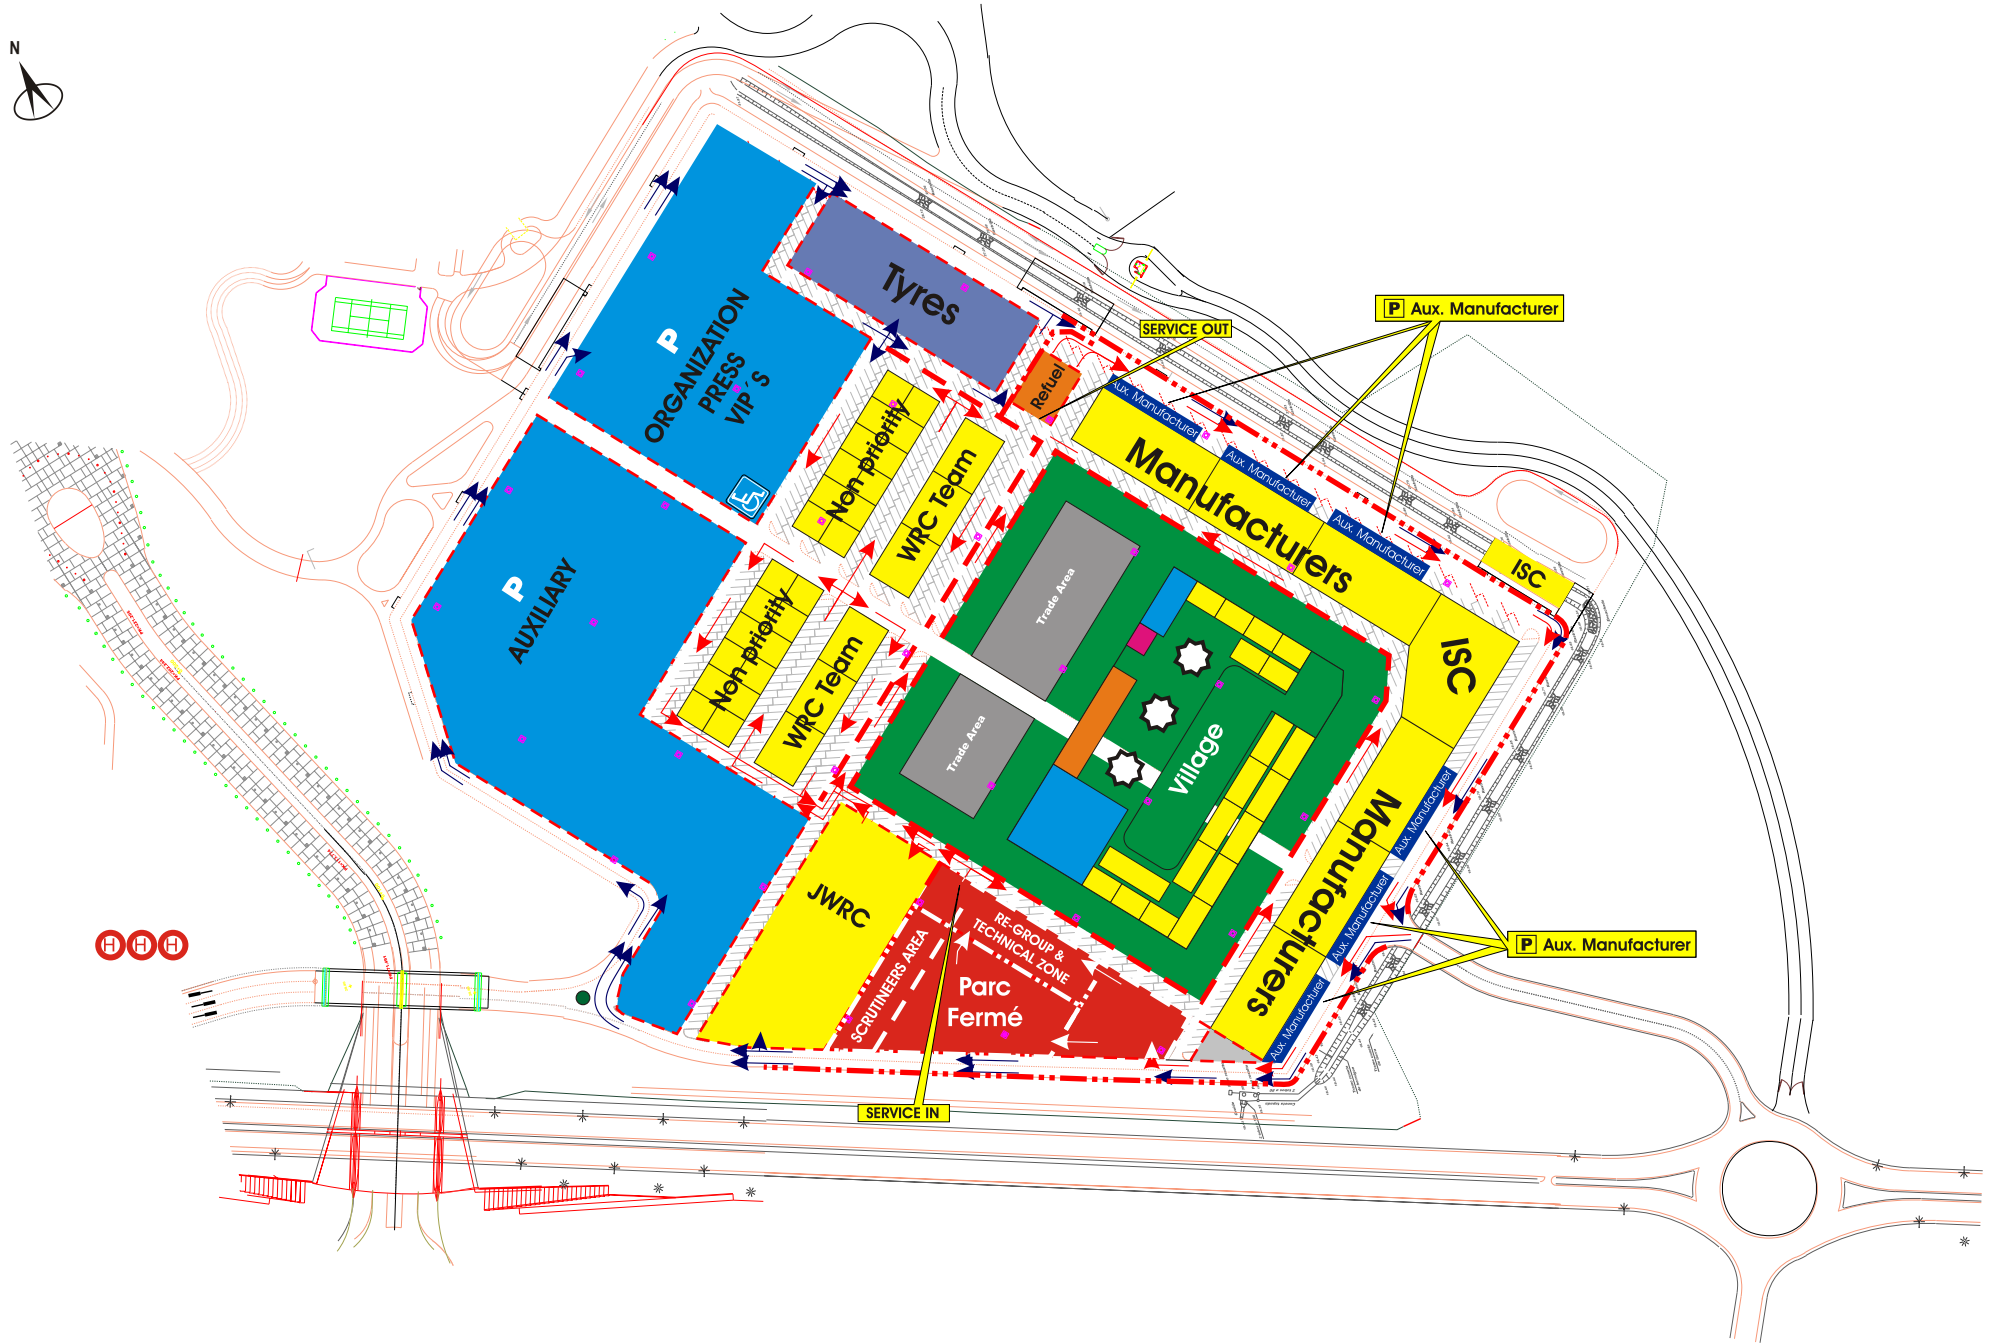 N
Tyres
P
ORGANIZATION
PRESS
VIP´S
P
AUXILIARY
Non priority
WRC Team
Non priority
WRC Team
Refuel
SERVICE OUT
P Aux. Manufacturer
Aux. Manufacturer
Aux. Manufacturer
Aux. Manufacturer
Manufacturers
ISC
ISC
Trade Area
Trade Area
Village
Manufacturers
Aux. Manufacturer
Aux. Manufacturer
Aux. Manufacturer
P Aux. Manufacturer
JWRC
SCRUTINEERS AREA
RE-GROUP &
TECHNICAL ZONE
Parc
Fermé
SERVICE IN
H H H